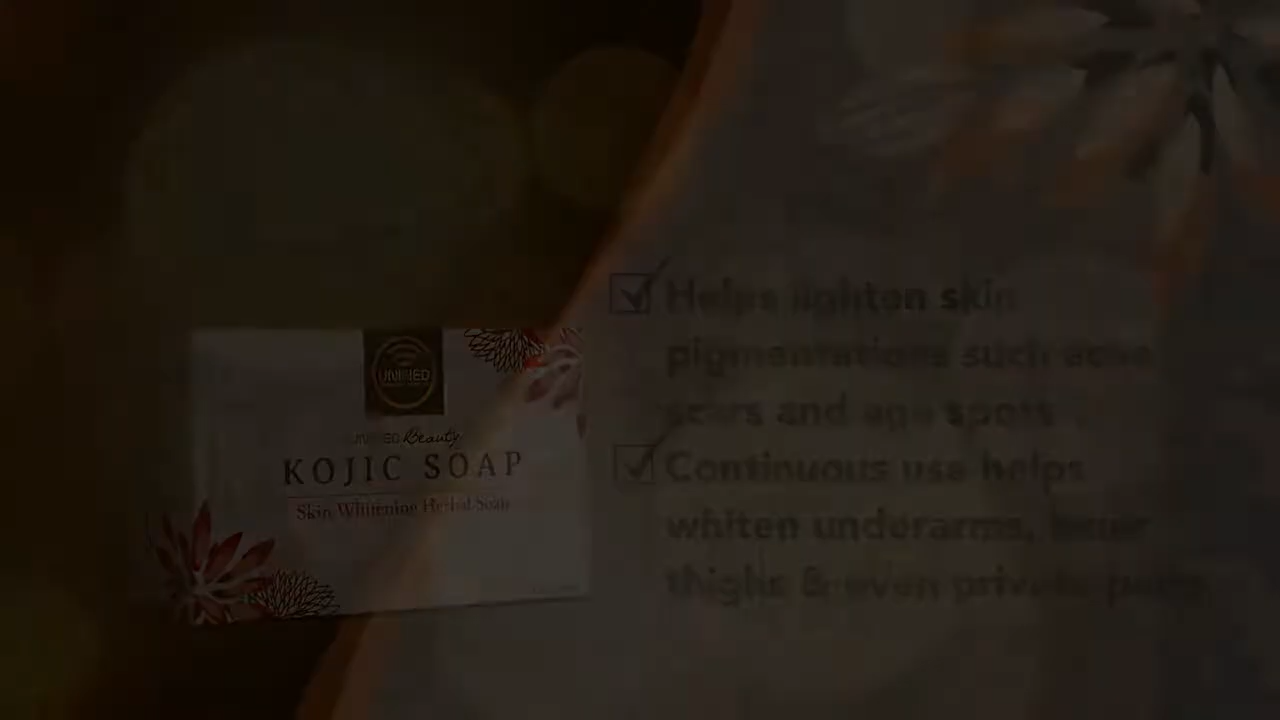 Helps lighten skin
pigmentations such acne
scars and age spots
Continuous use helps
whiten underarms, inner
thighs & even private parts
UNIFIED
UNIFIED Beauty
KOJIC SOAP
Skin Whitening Herbal Soap